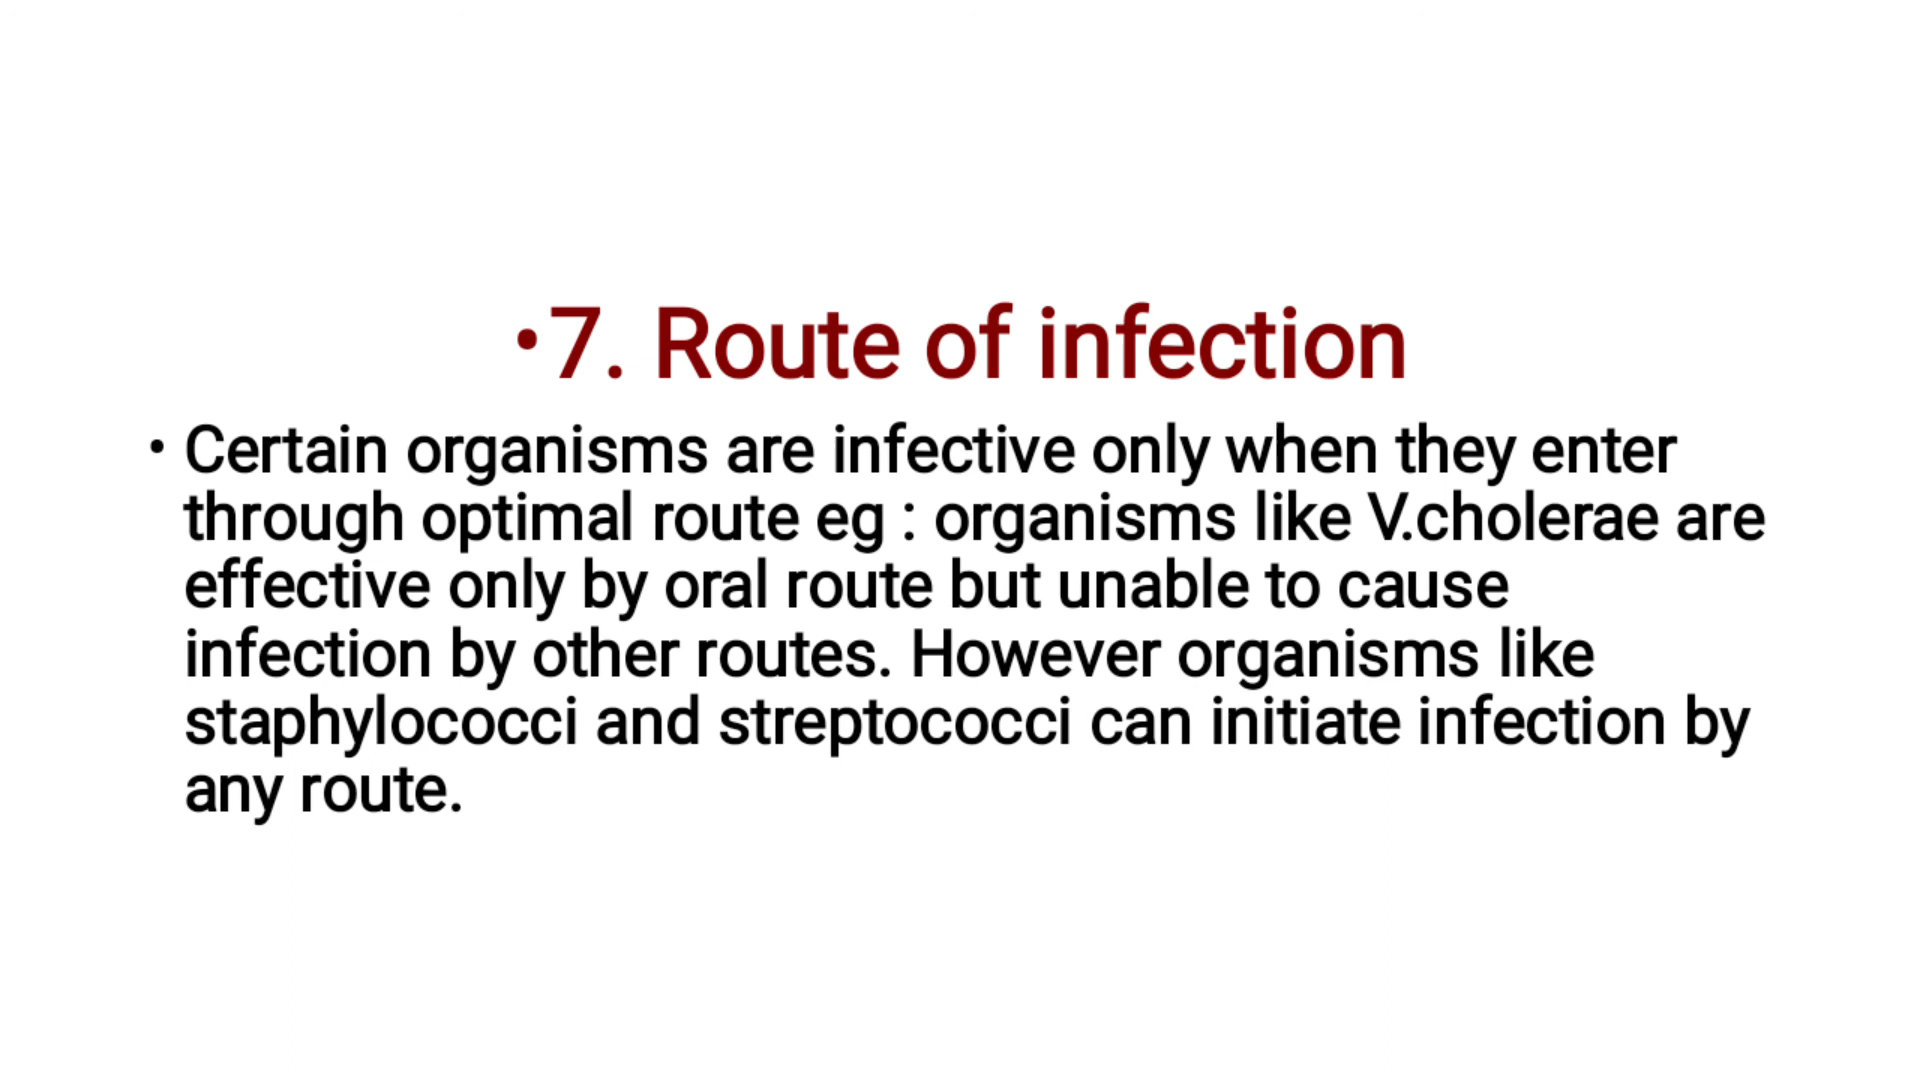 •7. Route of infection
• Certain organisms are infective only when they enter
through optimal route eg : organisms like V.cholerae are
effective only by oral route but unable to cause
infection by other routes. However organisms like
staphylococci and streptococci can initiate infection by
any route.